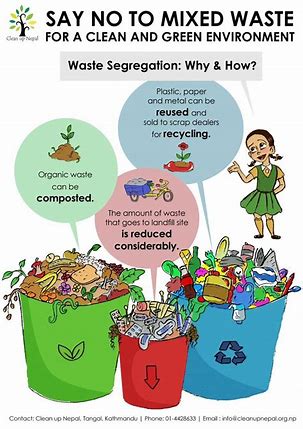 Clean up Nepal
SAY NO TO MIXED WASTE
FOR A CLEAN AND GREEN ENVIRONMENT
Waste Segregation: Why & How?
Plastic, paper
and metal can be
reused and
sold to scrap dealers
for recycling.
Organic waste
can be
composted.
The amount of waste
that goes to landfill site
is reduced
considerably.
Contact: Clean up Nepal, Tangal, Kathmandu | Phone: 01-4428633 | Email : info@cleanupnepal.org.np